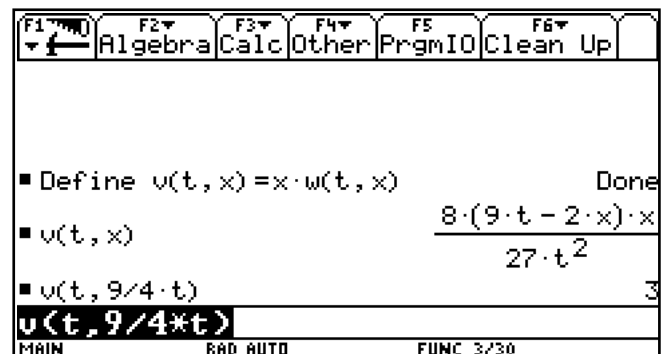 F1 F2 F3 F4 F5 F6
Algebra Calc Other PrgmIO Clean Up
▪ Define v(t,x)=x·w(t,x) Done
▪ v(t,x) 8·(9·t-2·x)·x / 27·t²
▪ v(t,9/4·t) 3
v(t,9/4*t)
MAIN RAD AUTO FUNC 3/30